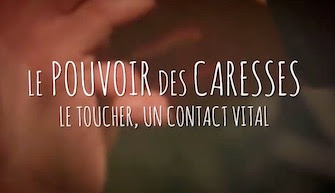 LE POUVOIR DES CARESSES
LE TOUCHER, UN CONTACT VITAL